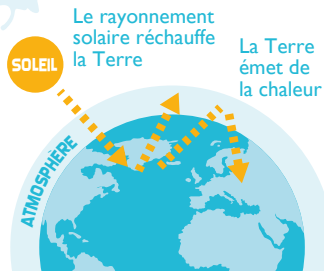 Le rayonnement
solaire réchauffe
la Terre
SOLEIL
La Terre
émet de
la chaleur
ATMOSPHÈRE